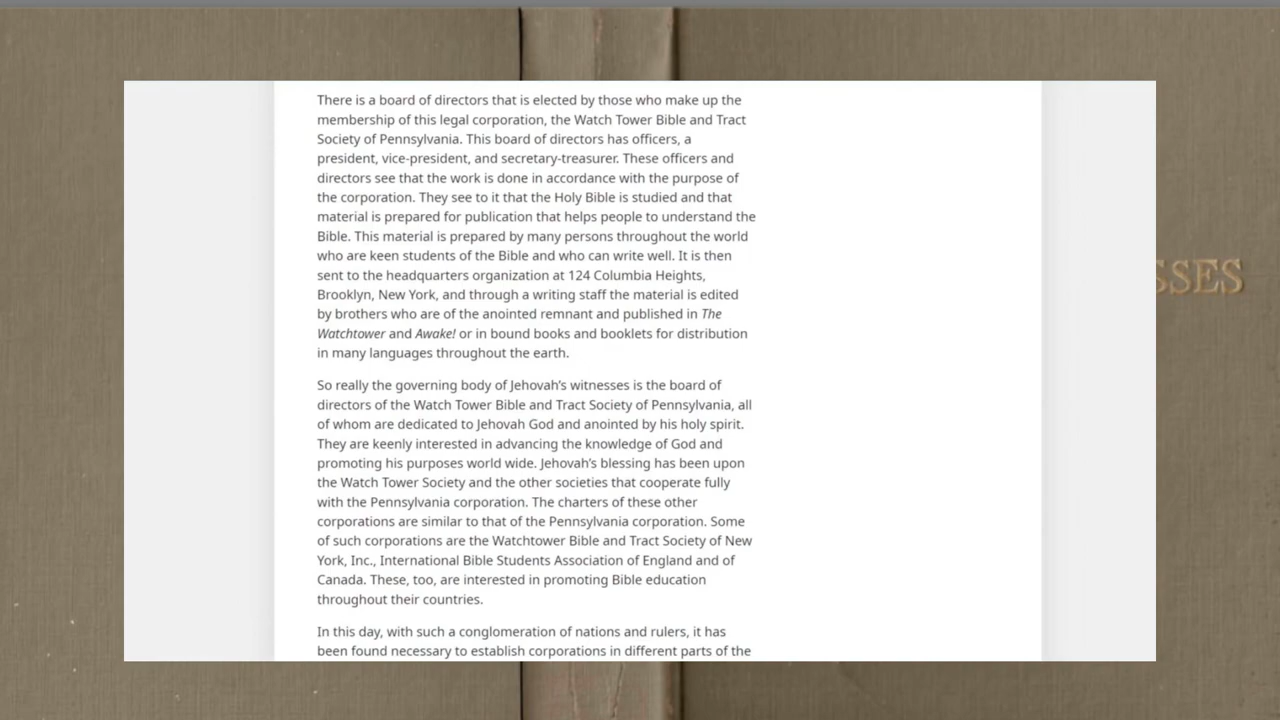 There is a board of directors that is elected by those who make up the
membership of this legal corporation, the Watch Tower Bible and Tract
Society of Pennsylvania. This board of directors has officers, a
president, vice-president, and secretary-treasurer. These officers and
directors see that the work is done in accordance with the purpose of
the corporation. They see to it that the Holy Bible is studied and that
material is prepared for publication that helps people to understand the
Bible. This material is prepared by many persons throughout the world
who are keen students of the Bible and who can write well. It is then
sent to the headquarters organization at 124 Columbia Heights,
Brooklyn, New York, and through a writing staff the material is edited
by brothers who are of the anointed remnant and published in The
Watchtower and Awake! or in bound books and booklets for distribution
in many languages throughout the earth.
So really the governing body of Jehovah’s witnesses is the board of
directors of the Watch Tower Bible and Tract Society of Pennsylvania, all
of whom are dedicated to Jehovah God and anointed by his holy spirit.
They are keenly interested in advancing the knowledge of God and
promoting his purposes world wide. Jehovah’s blessing has been upon
the Watch Tower Society and the other societies that cooperate fully
with the Pennsylvania corporation. The charters of these other
corporations are similar to that of the Pennsylvania corporation. Some
of such corporations are the Watchtower Bible and Tract Society of New
York, Inc., International Bible Students Association of England and of
Canada. These, too, are interested in promoting Bible education
throughout their countries.
In this day, with such a conglomeration of nations and rulers, it has
been found necessary to establish corporations in different parts of the
SSES